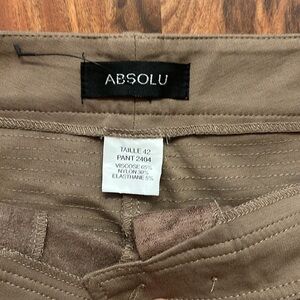 ABSOLU
TAILLE 42
PANT 2404
VISCOSE 65%
NYLON 30%
ELASTHANE 5%